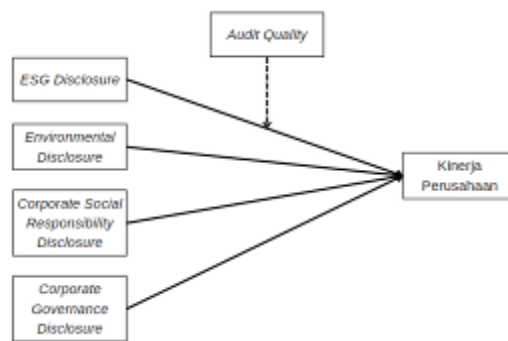 Audit Quality
ESG Disclosure
Environmental
Disclosure
Corporate Social
Responsibility
Disclosure
Corporate
Governance
Disclosure
Kinerja
Perusahaan